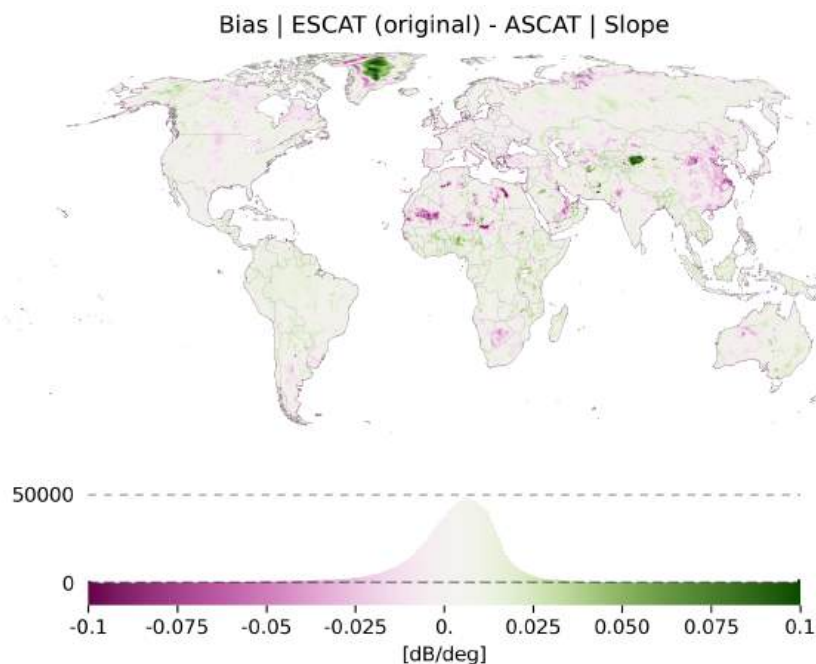 Bias | ESCAT (original) - ASCAT | Slope
50000
0
-0.1 -0.075 -0.05 -0.025 0. 0.025 0.050 0.075 0.1
[dB/deg]